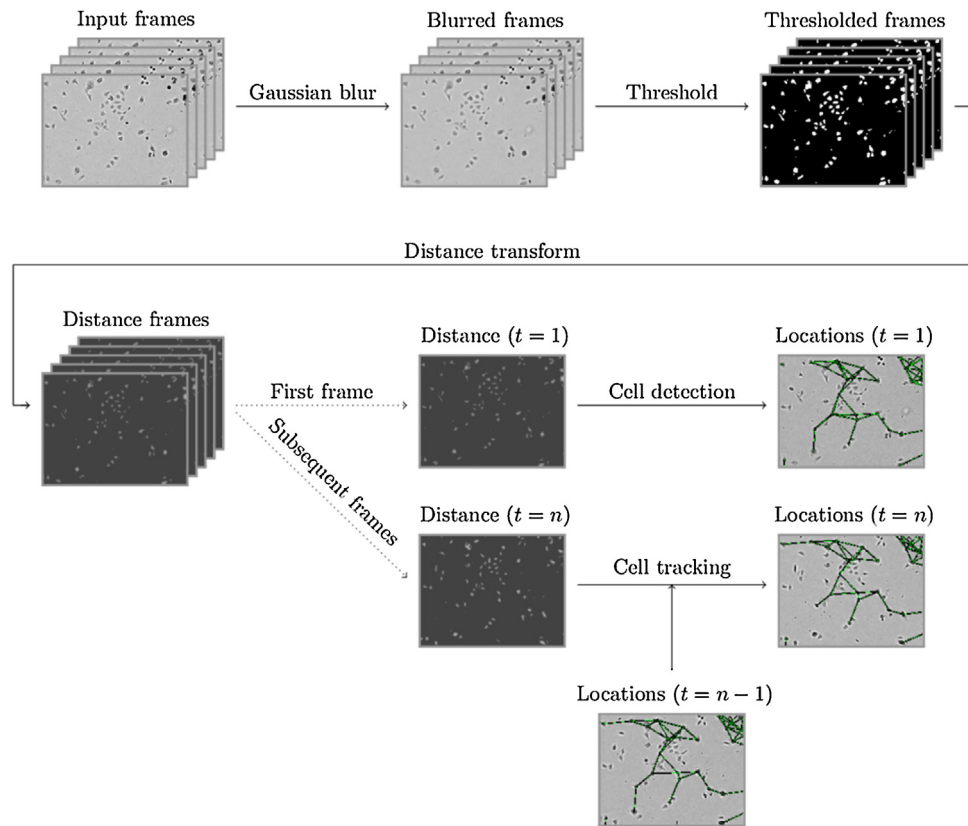 Input frames
Blurred frames
Thresholded frames
Gaussian blur
Threshold
Distance transform
Distance frames
Distance (t = 1)
Locations (t = 1)
First frame
Cell detection
Subsequent frames
Distance (t = n)
Locations (t = n)
Cell tracking
Locations (t = n − 1)